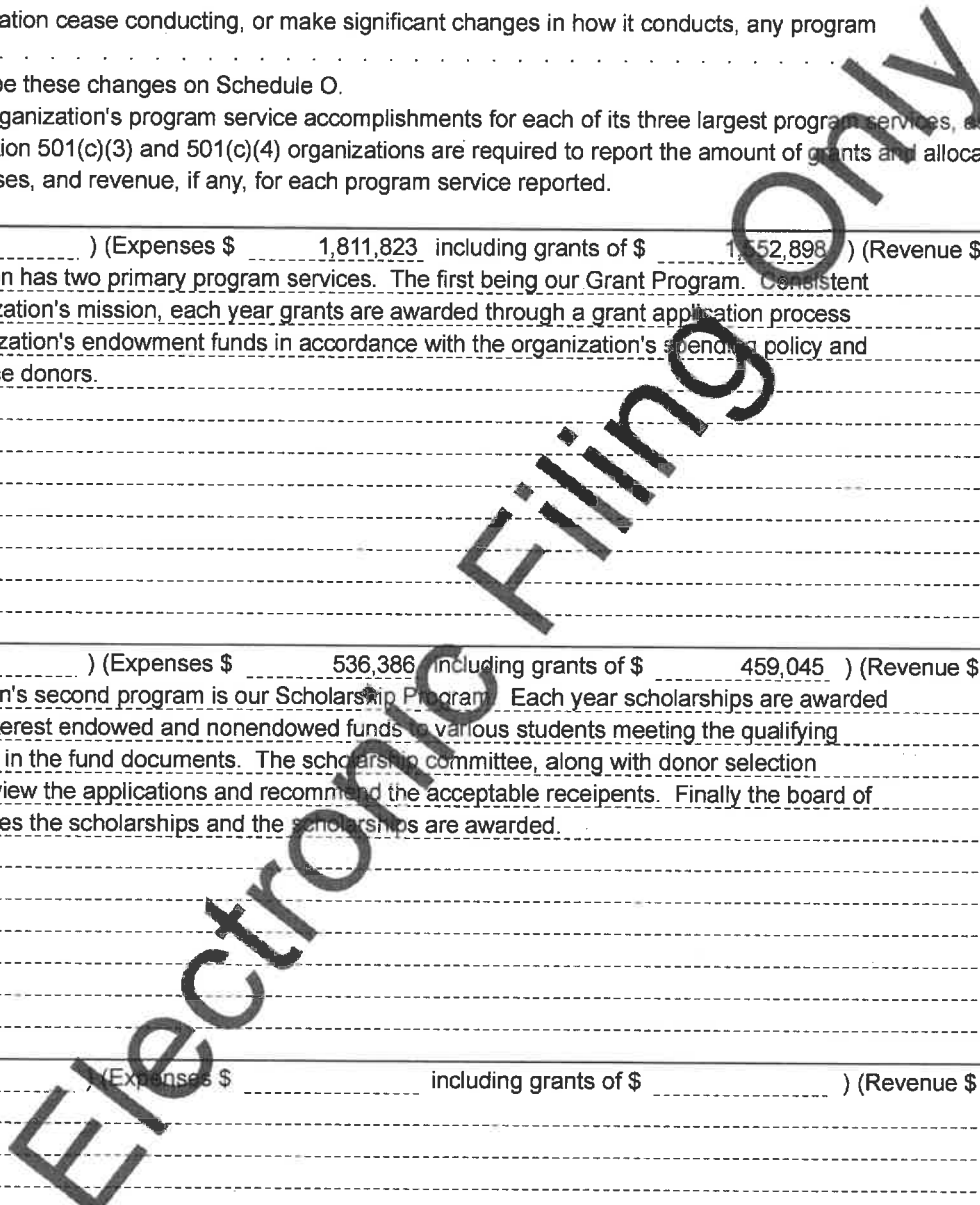 ation cease conducting, or make significant changes in how it conducts, any program
. . . . . . . . . . . . . . . . . . . . . . . . . . . .
be these changes on Schedule O.
ganization's program service accomplishments for each of its three largest program services,
ion 501(c)(3) and 501(c)(4) organizations are required to report the amount of grants and alloca
ses, and revenue, if any, for each program service reported.
) (Expenses $ 1,811,823 including grants of $ 1,552,898 ) (Revenue $
n has two primary program services. The first being our Grant Program. Consistent
zation's mission, each year grants are awarded through a grant application process
zation's endowment funds in accordance with the organization's spending policy and
e donors.
) (Expenses $ 536,386 including grants of $ 459,045 ) (Revenue $
n's second program is our Scholarship Program. Each year scholarships are awarded
erest endowed and nonendowed funds to various students meeting the qualifying
in the fund documents. The scholarship committee, along with donor selection
view the applications and recommend the acceptable receipents. Finally the board of
es the scholarships and the scholarships are awarded.
) (Expenses $ including grants of $ ) (Revenue $
Electronic Filing Only